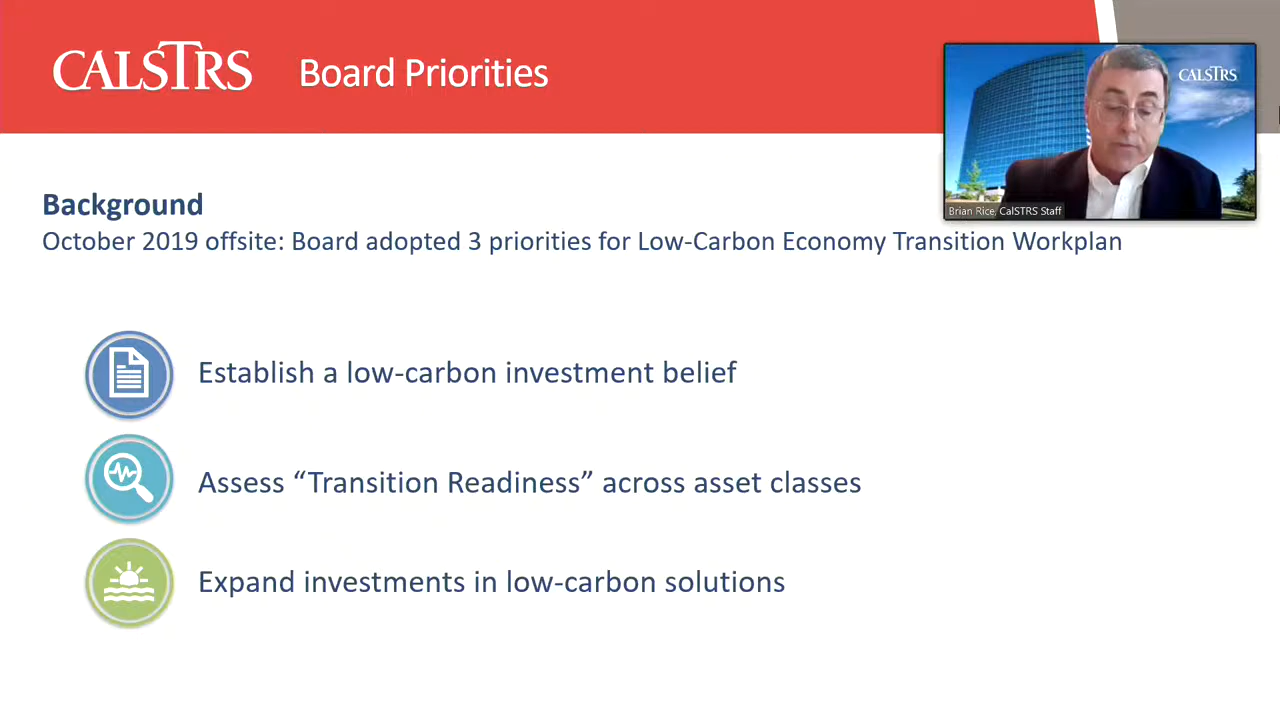 CALSTRS
Board Priorities
CALSTRS
Brian Rice, CalSTRS Staff
Background
October 2019 offsite: Board adopted 3 priorities for Low-Carbon Economy Transition Workplan
Establish a low-carbon investment belief
Assess “Transition Readiness” across asset classes
Expand investments in low-carbon solutions